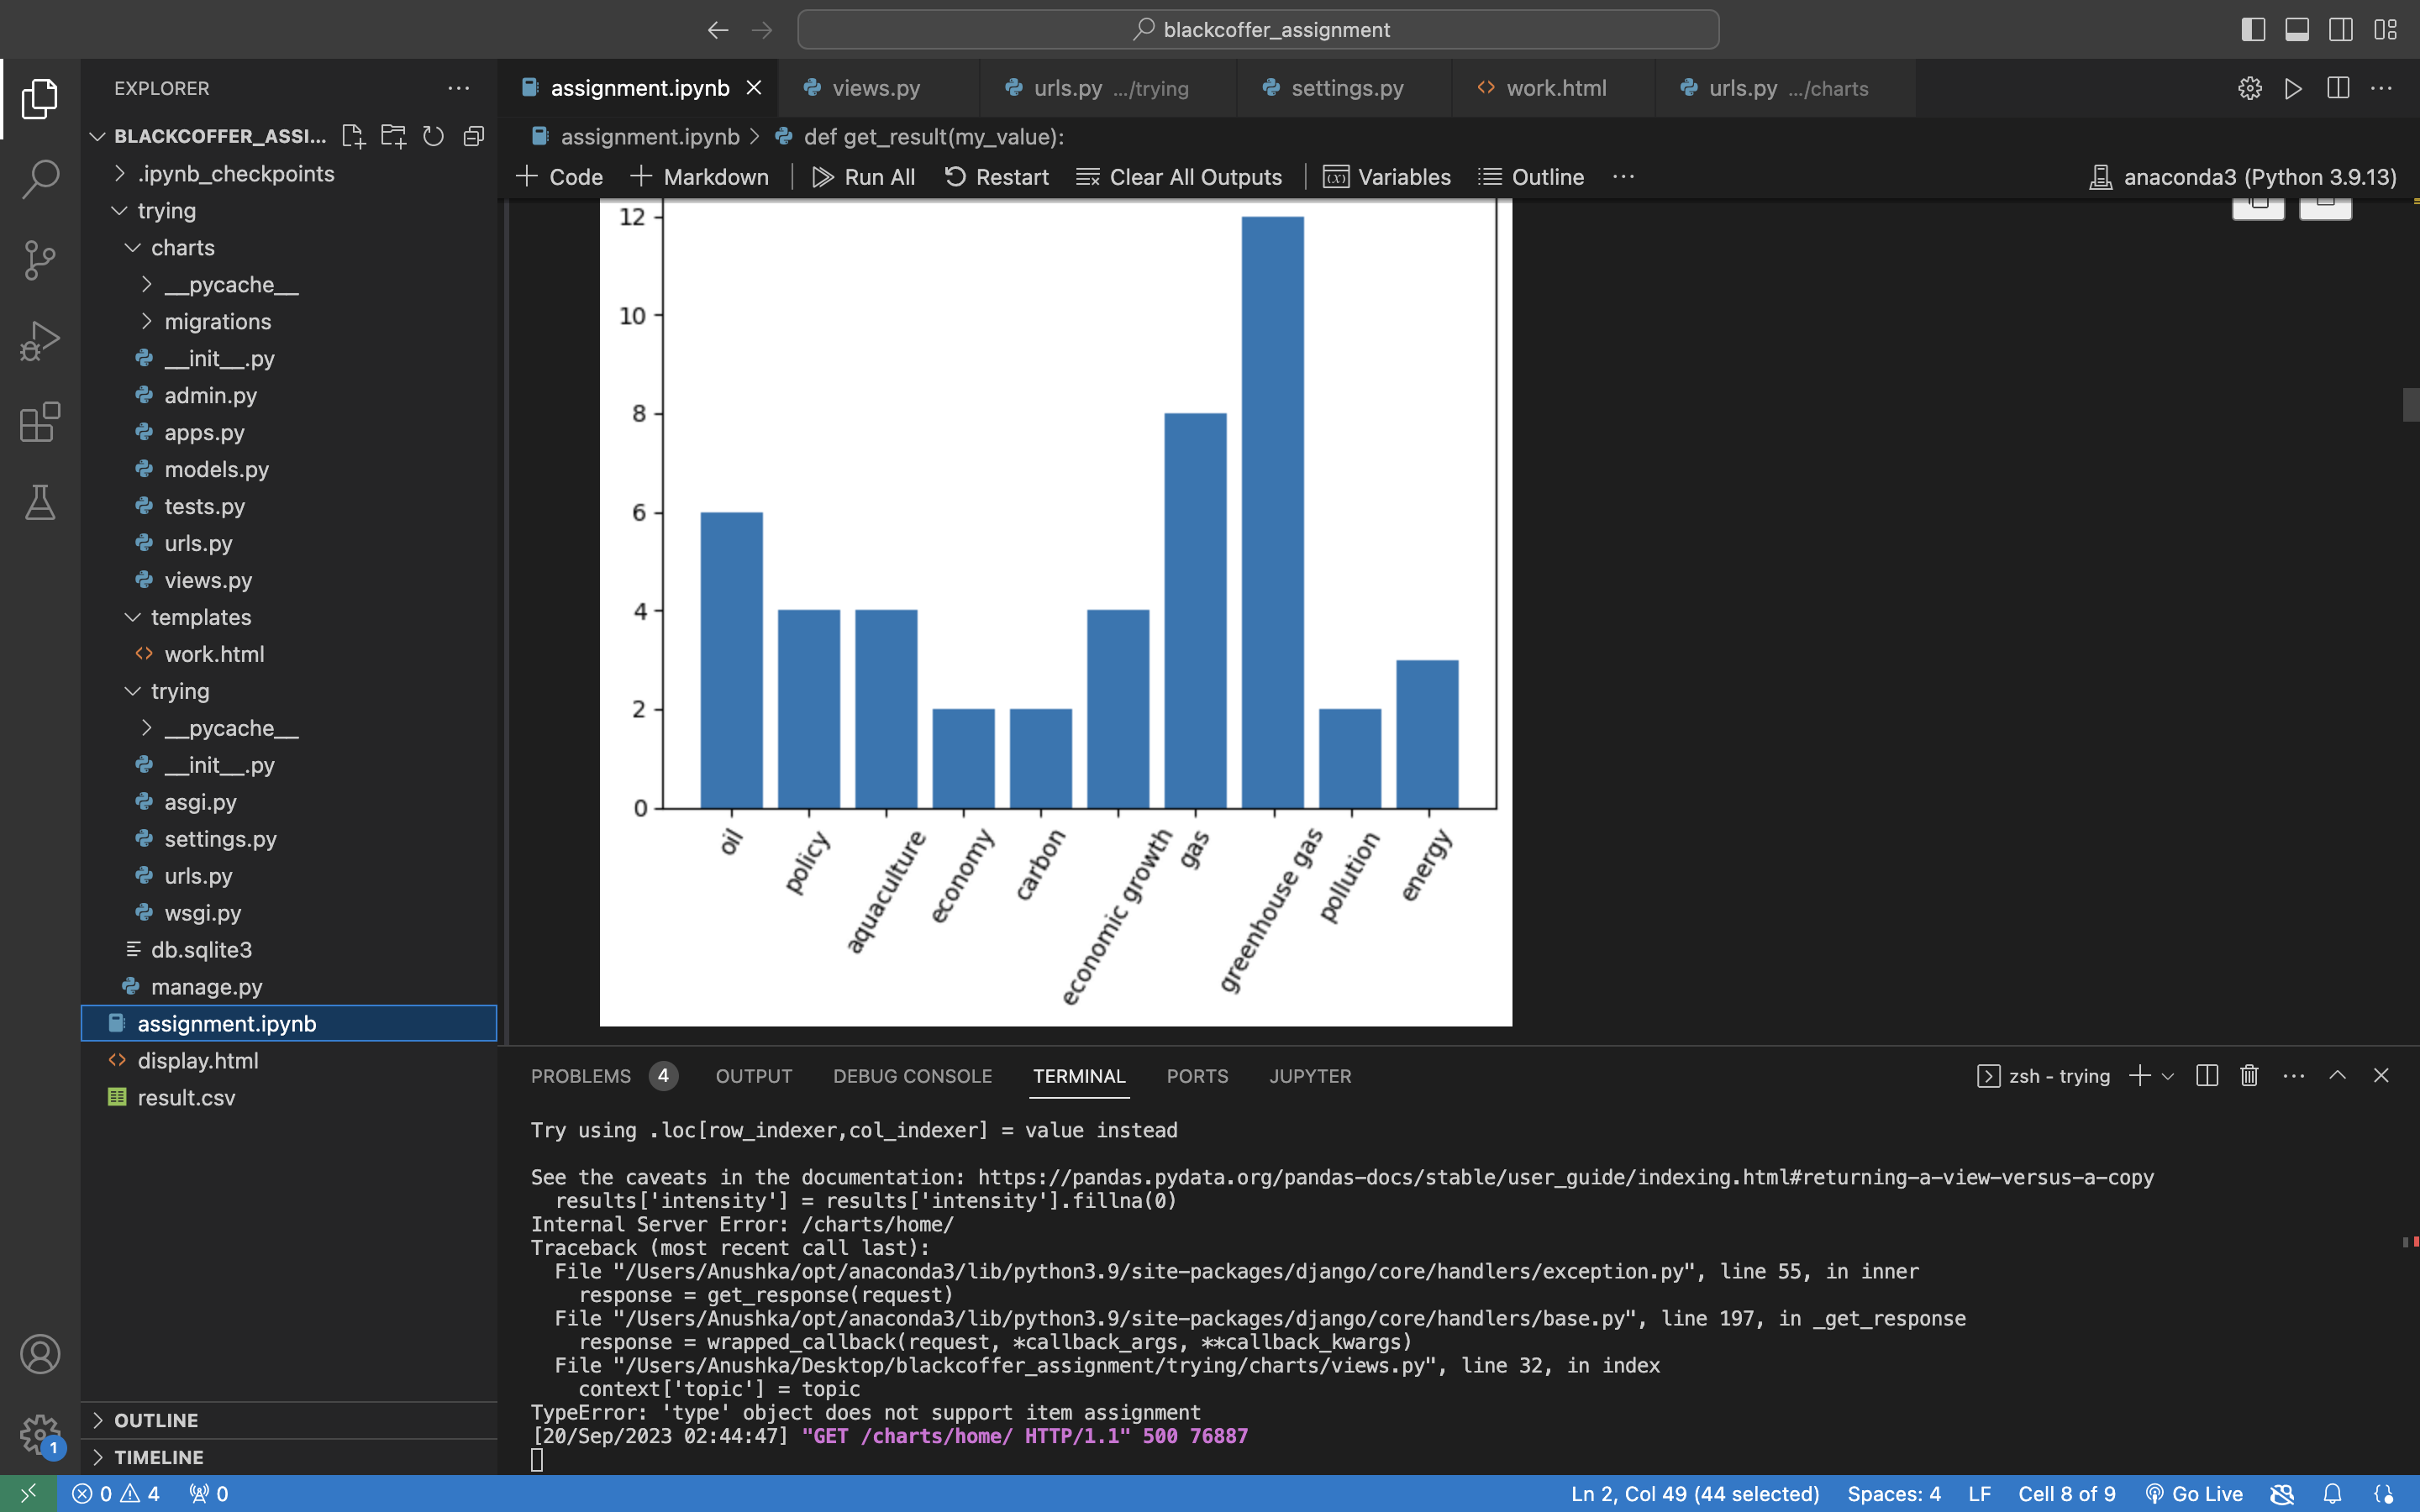 blackcoffer_assignment
EXPLORER
assignment.ipynb
views.py
urls.py .../trying
settings.py
work.html
urls.py .../charts
BLACKCOFFER_ASSI...
assignment.ipynb > def get_result(my_value):
Code
Markdown
Run All
Restart
Clear All Outputs
Variables
Outline
anaconda3 (Python 3.9.13)
.ipynb_checkpoints
trying
charts
__pycache__
migrations
__init__.py
admin.py
apps.py
models.py
tests.py
urls.py
views.py
templates
work.html
trying
__pycache__
__init__.py
asgi.py
settings.py
urls.py
wsgi.py
db.sqlite3
manage.py
assignment.ipynb
display.html
result.csv
OUTLINE
TIMELINE
12
10
8
6
4
2
0
oil
policy
aquaculture
economy
carbon
economic growth
gas
greenhouse gas
pollution
energy
PROBLEMS 4
OUTPUT
DEBUG CONSOLE
TERMINAL
PORTS
JUPYTER
zsh - trying
Try using .loc[row_indexer,col_indexer] = value instead
See the caveats in the documentation: https://pandas.pydata.org/pandas-docs/stable/user_guide/indexing.html#returning-a-view-versus-a-copy
results['intensity'] = results['intensity'].fillna(0)
Internal Server Error: /charts/home/
Traceback (most recent call last):
File "/Users/Anushka/opt/anaconda3/lib/python3.9/site-packages/django/core/handlers/exception.py", line 55, in inner
response = get_response(request)
File "/Users/Anushka/opt/anaconda3/lib/python3.9/site-packages/django/core/handlers/base.py", line 197, in _get_response
response = wrapped_callback(request, *callback_args, **callback_kwargs)
File "/Users/Anushka/Desktop/blackcoffer_assignment/trying/charts/views.py", line 32, in index
context['topic'] = topic
TypeError: 'type' object does not support item assignment
[20/Sep/2023 02:44:47] "GET /charts/home/ HTTP/1.1" 500 76887
1
0 4 0
Ln 2, Col 49 (44 selected)
Spaces: 4
LF
Cell 8 of 9
Go Live